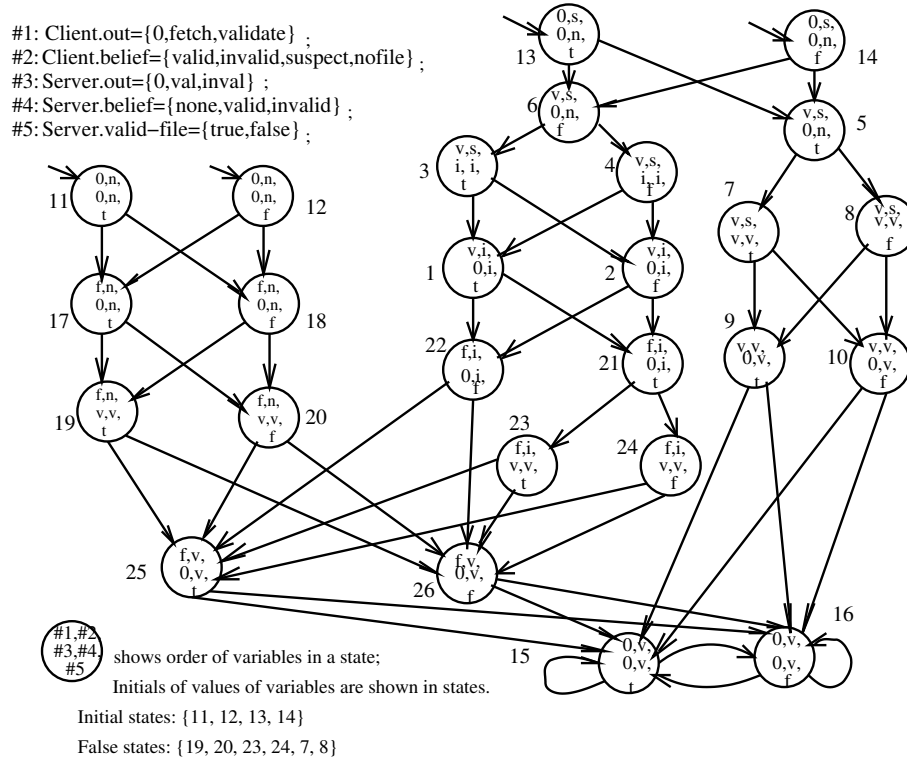 #1: Client.out={0,fetch,validate} ;
#2: Client.belief={valid,invalid,suspect,nofile} ;
#3: Server.out={0,val,inval} ;
#4: Server.belief={none,valid,invalid} ;
#5: Server.valid-file={true,false} ;
0,s,
0,n,
t
13
0,s,
0,n,
f
14
6
v,s,
0,n,
f
v,s,
0,n,
t
5
3
v,s,
i, i,
t
4
v,s,
i, i,
f
11
0,n,
0,n,
t
0,n,
0,n,
f
12
7
v,s,
v,v,
t
8
v,s,
v,v,
f
1
v,i,
0,i,
t
2
v,i,
0,i,
f
17
f,n,
0,n,
t
f,n,
0,n,
f
18
22
f,i,
0,i,
f
21
f,i,
0,i,
t
9
v,v,
0,v,
t
10
v,v,
0,v,
f
19
f,n,
v,v,
t
f,n,
v,v,
f
20
23
f,i,
v,v,
t
24
f,i,
v,v,
f
25
f,v,
0,v,
t
26
f,v,
0,v,
f
15
0,v,
0,v,
t
16
0,v,
0,v,
f
#1,#2,
#3,#4,
#5
shows order of variables in a state;
Initials of values of variables are shown in states.
Initial states: {11, 12, 13, 14}
False states: {19, 20, 23, 24, 7, 8}